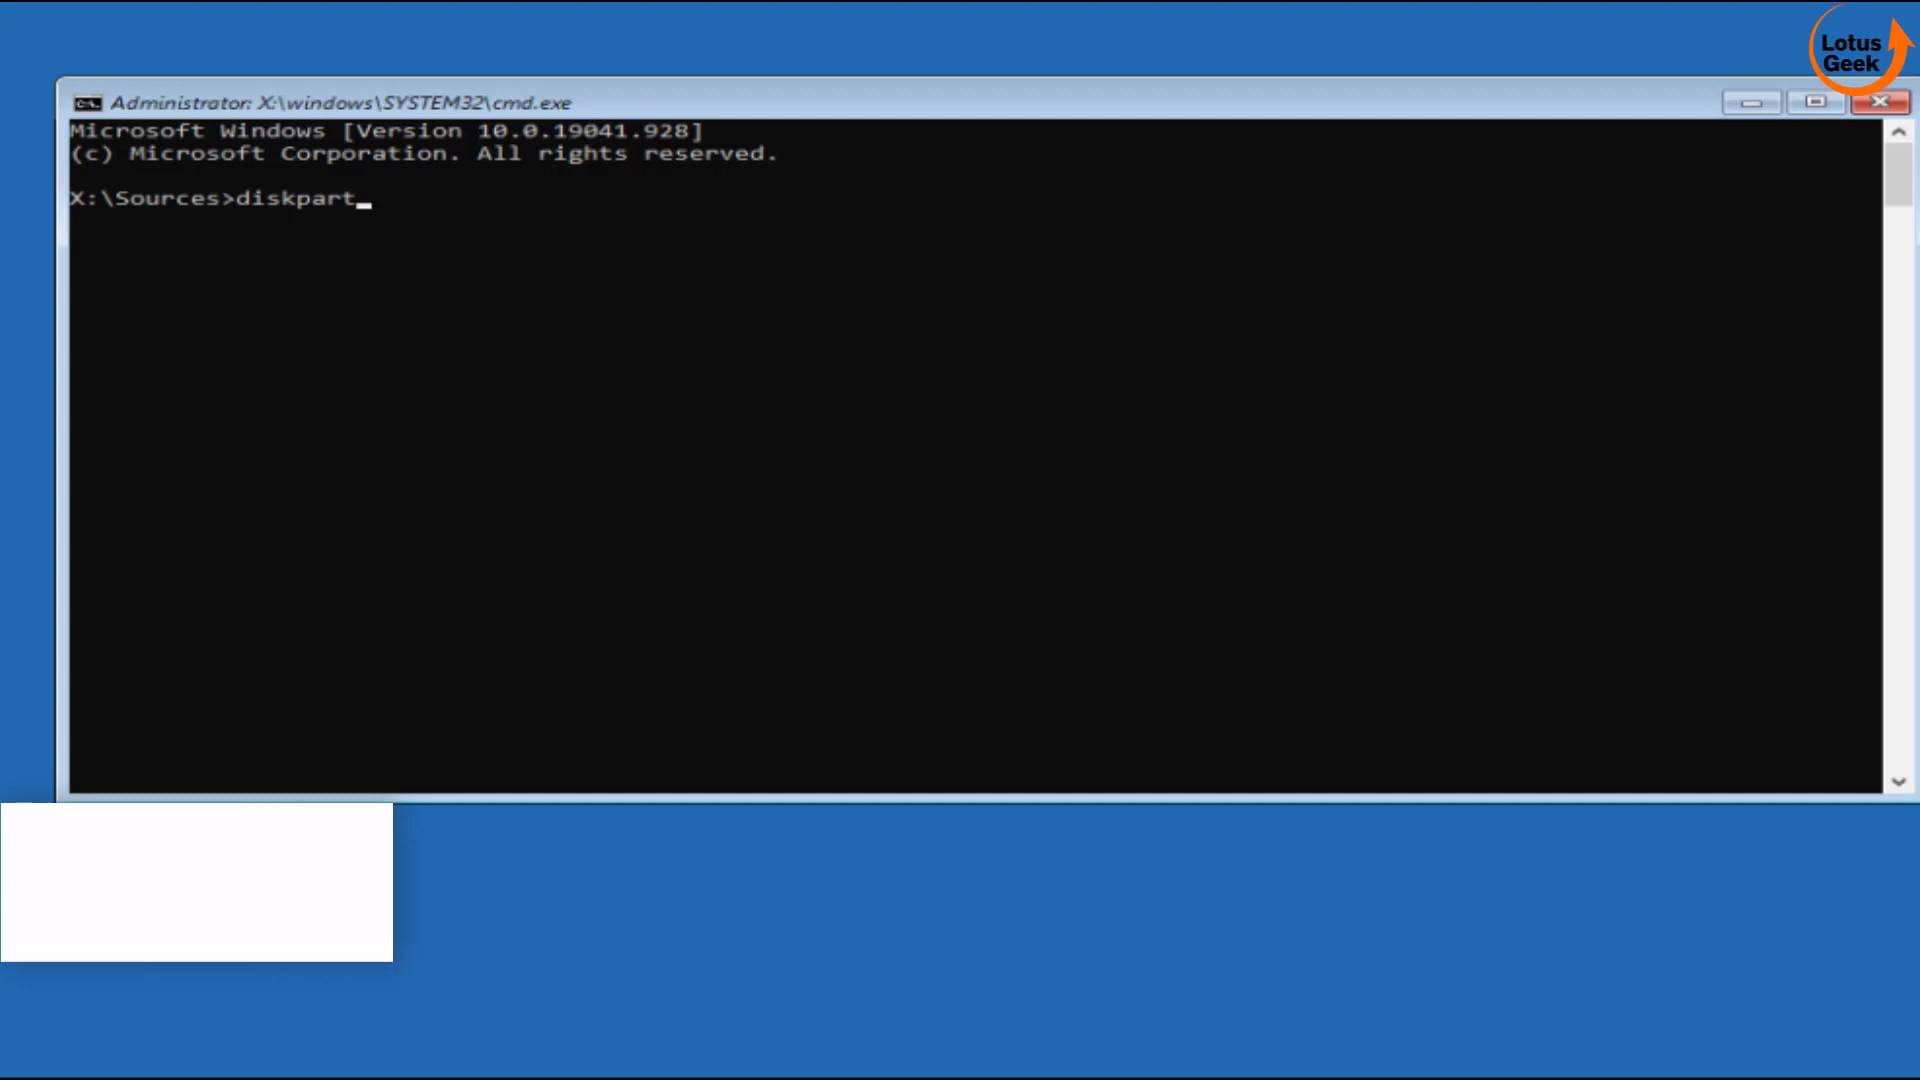 Lotus
Geek
Administrator: X:\windows\SYSTEM32\cmd.exe
Microsoft Windows [Version 10.0.19041.928]
(c) Microsoft Corporation. All rights reserved.
X:\Sources>diskpart_